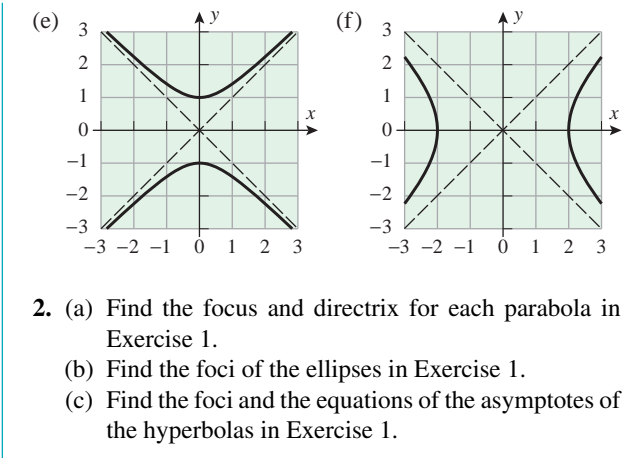 (e)
y
3
2
1
0
−1
−2
−3
x
−3 −2 −1 0 1 2 3
(f)
y
3
2
1
0
−1
−2
−3
x
−3 −2 −1 0 1 2 3
2. (a) Find the focus and directrix for each parabola in
Exercise 1.
(b) Find the foci of the ellipses in Exercise 1.
(c) Find the foci and the equations of the asymptotes of
the hyperbolas in Exercise 1.